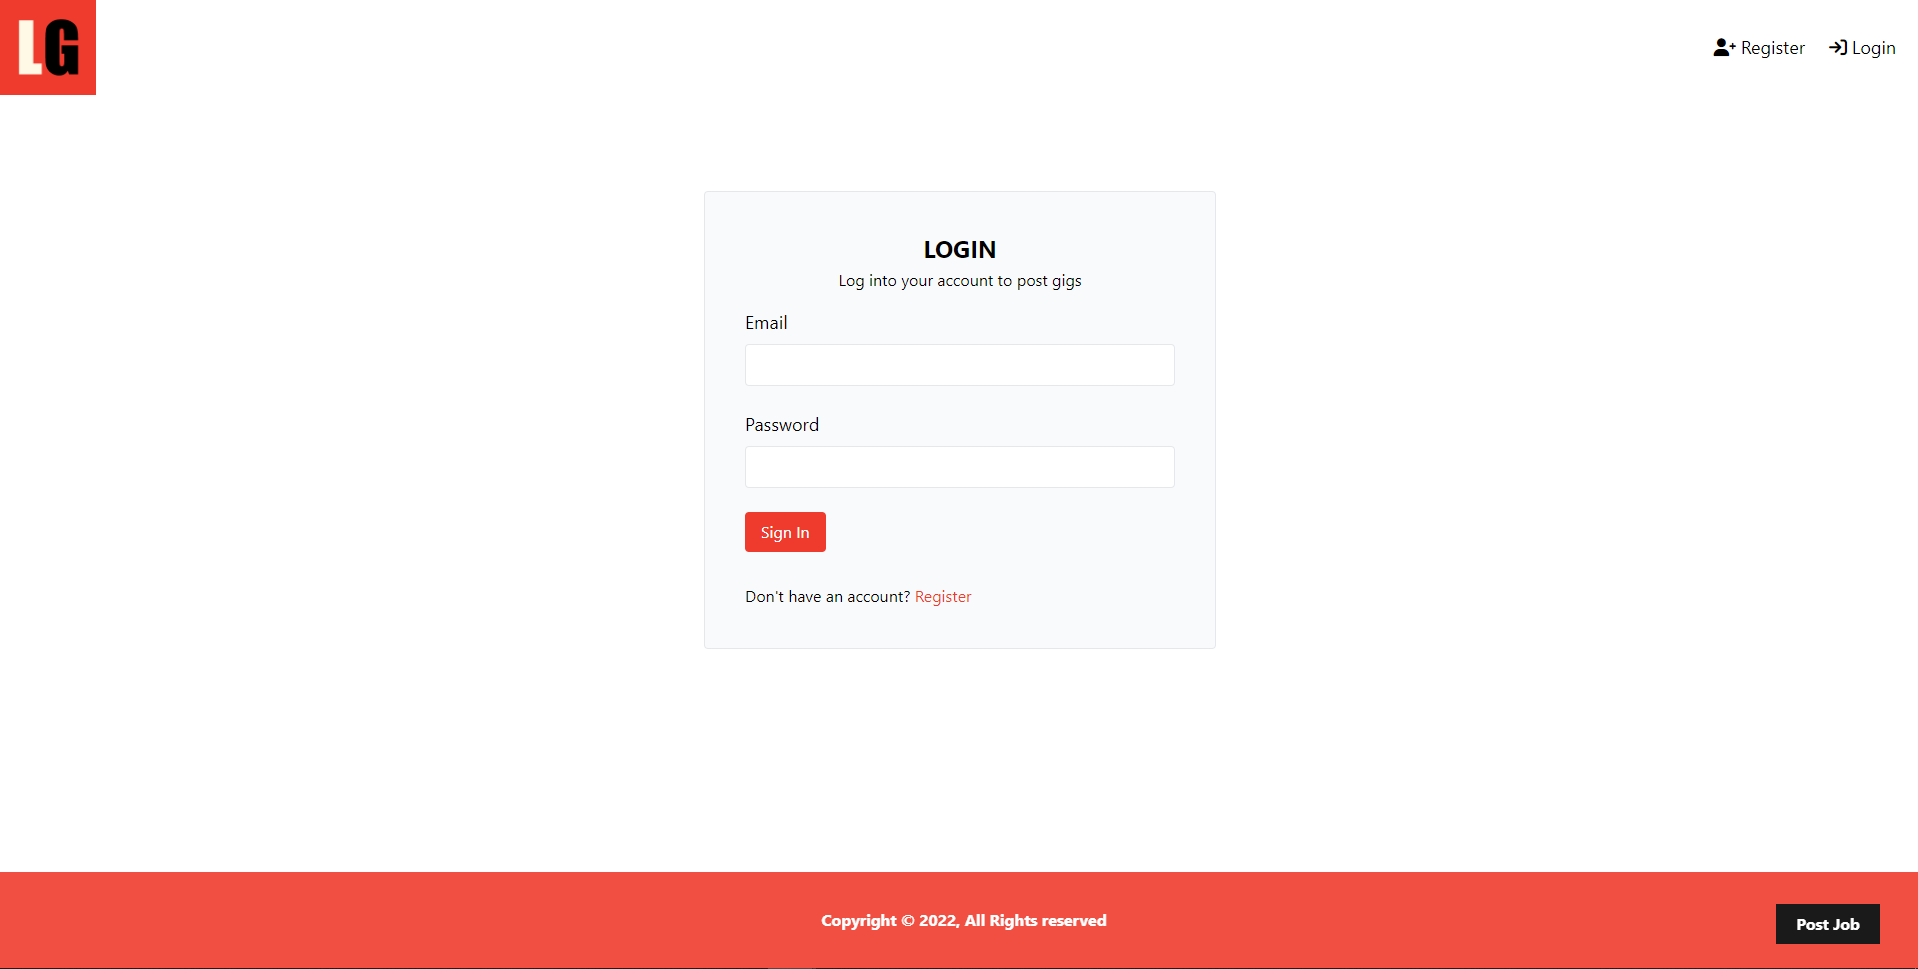 LG
Register Login
LOGIN
Log into your account to post gigs
Email
Password
Sign In
Don't have an account? Register
Copyright © 2022, All Rights reserved
Post Job